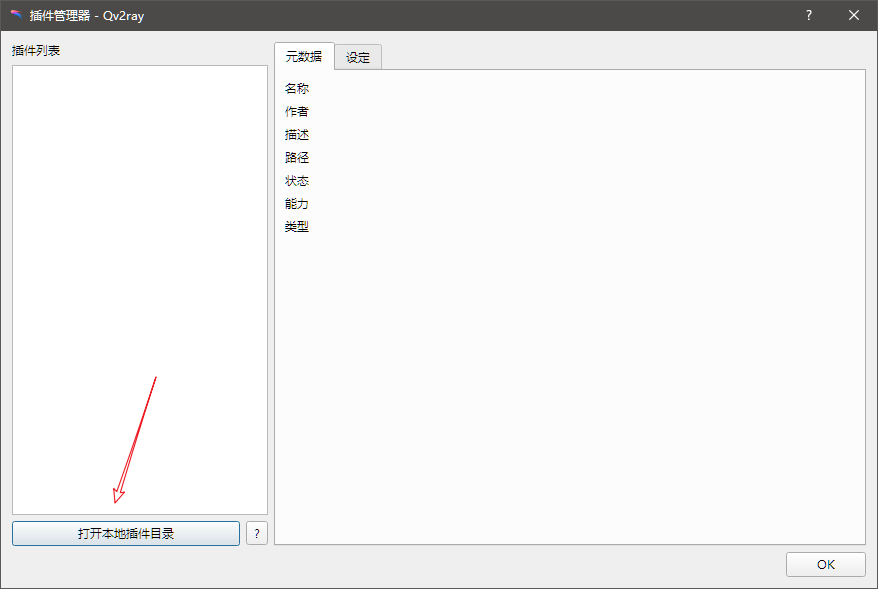 插件管理器 - Qv2ray
?
插件列表
元数据
设定
名称
作者
描述
路径
状态
能力
类型
打开本地插件目录
?
OK